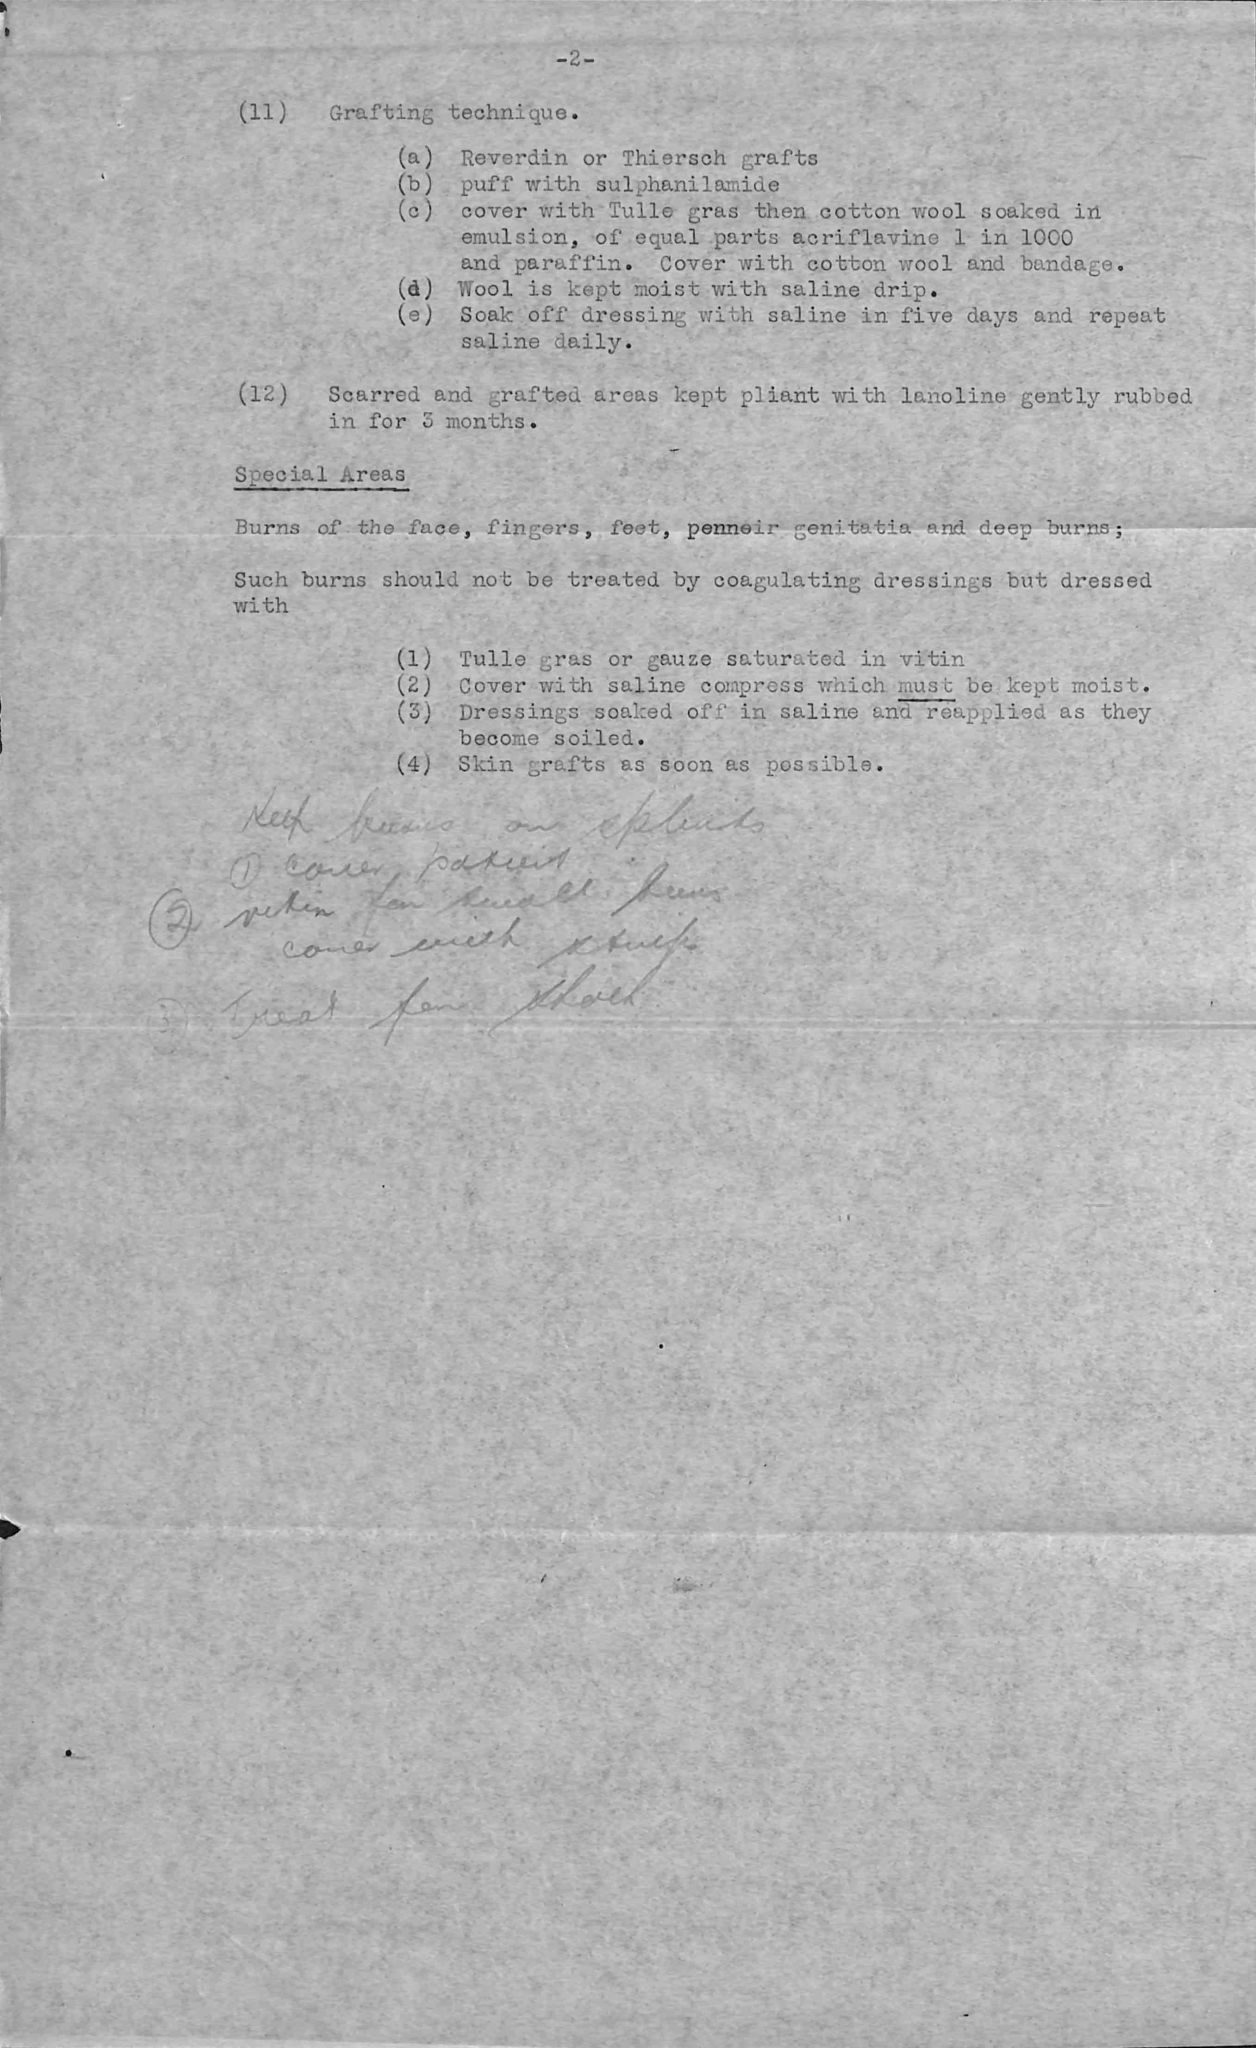 -2-
(11) Grafting technique.
(a) Reverdin or Thiersch grafts
(b) puff with sulphanilamide
(c) cover with Tulle gras then cotton wool soaked in
emulsion, of equal parts acriflavine 1 in 1000
and paraffin. Cover with cotton wool and bandage.
(d) Wool is kept moist with saline drip.
(e) Soak off dressing with saline in five days and repeat
saline daily.
(12) Scarred and grafted areas kept pliant with lanoline gently rubbed
in for 3 months.
Special Areas
Burns of the face, fingers, feet, genitatia and deep burns;
Such burns should not be treated by coagulating dressings but dressed
with
(1) Tulle gras or gauze saturated in vitin
(2) Cover with saline compress which must be kept moist.
(3) Dressings soaked off in saline and reapplied as they
become soiled.
(4) Skin grafts as soon as possible.
Keep burns on splints
① cover patient
② vitin for small burns
cover with
③ Treat for shock